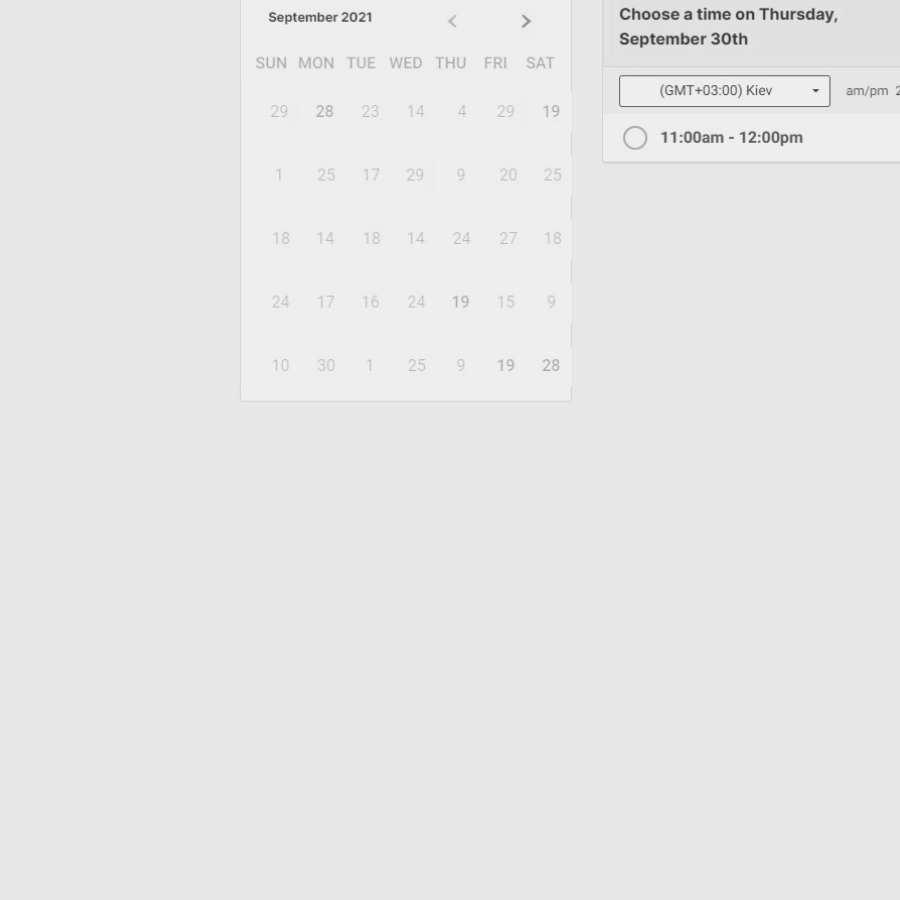 September 2021
SUN MON TUE WED THU FRI SAT
29 28 23 14 4 29 19
1 25 17 29 9 20 25
18 14 18 14 24 27 18
24 17 16 24 19 15 9
10 30 1 25 9 19 28
Choose a time on Thursday,
September 30th
(GMT+03:00) Kiev am/pm
11:00am - 12:00pm